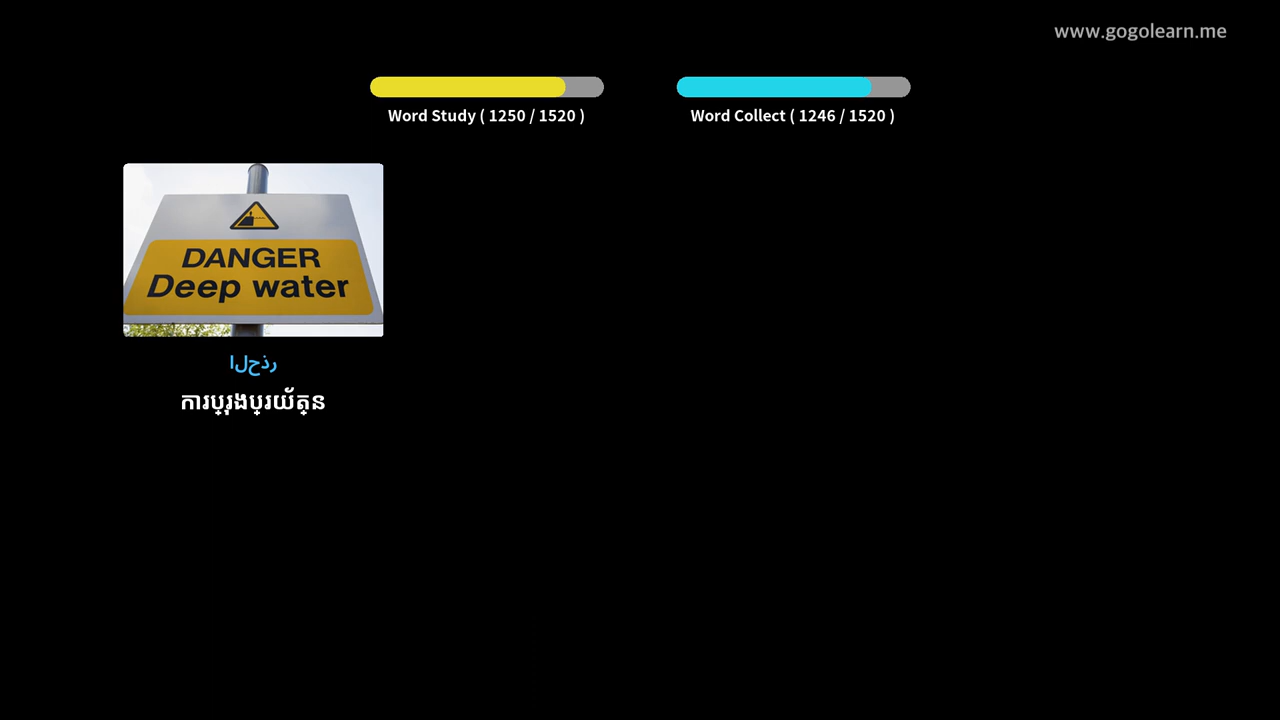 www.gogolearn.me
Word Study ( 1250 / 1520 )
Word Collect ( 1246 / 1520 )
DANGER
Deep water
الحذر
ការប្រុងប្រយ័ត្ន